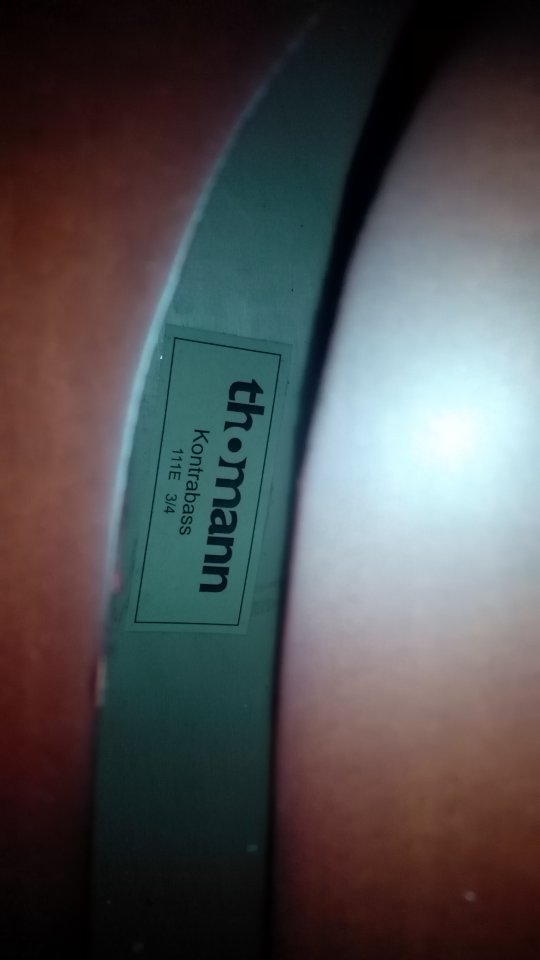 th•mann
Kontrabass
111E 3/4